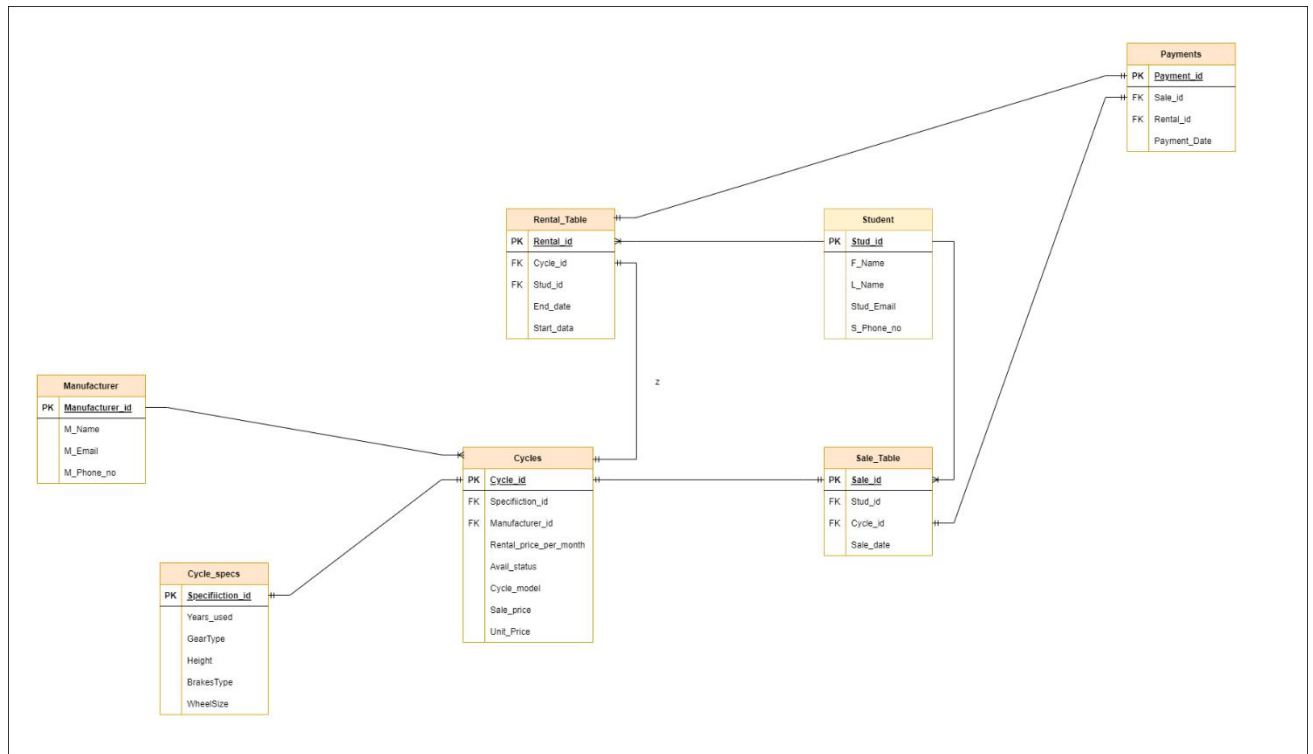 Payments
PK Payment_id
FK Sale_id
FK Rental_id
Payment_Date
Rental_Table
PK Rental_id
FK Cycle_id
FK Stud_id
End_date
Start_data
Student
PK Stud_id
F_Name
L_Name
Stud_Email
S_Phone_no
z
Manufacturer
PK Manufacturer_id
M_Name
M_Email
M_Phone_no
Cycles
PK Cycle_id
FK Specifiiction_id
FK Manufacturer_id
Rental_price_per_month
Avail_status
Cycle_model
Sale_price
Unit_Price
Sale_Table
PK Sale_id
FK Stud_id
FK Cycle_id
Sale_date
Cycle_specs
PK Specifiiction_id
Years_used
GearType
Height
BrakesType
WheelSize